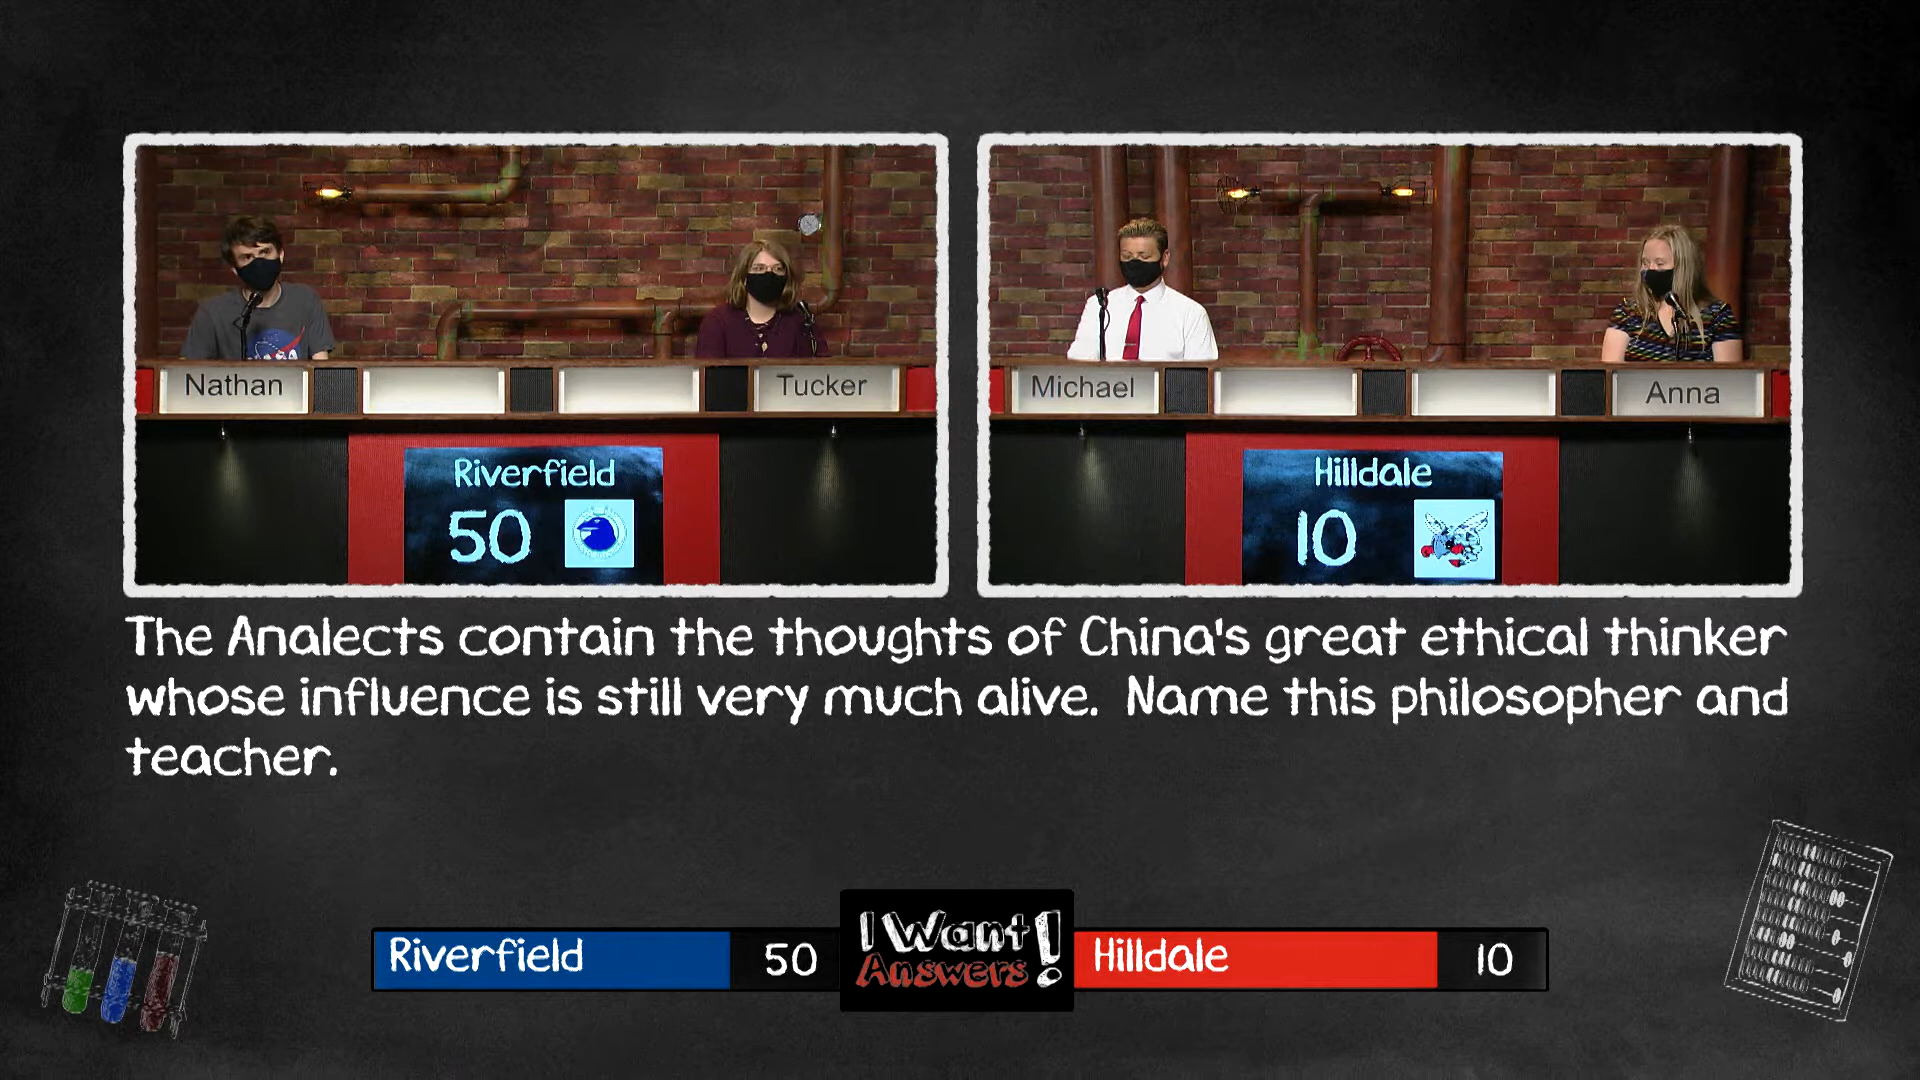 Nathan
Tucker
Michael
Anna
Riverfield
50
Hilldale
10
The Analects contain the thoughts of China's great ethical thinker
whose influence is still very much alive. Name this philosopher and
teacher.
Riverfield 50
I Want!
Answers
Hilldale 10